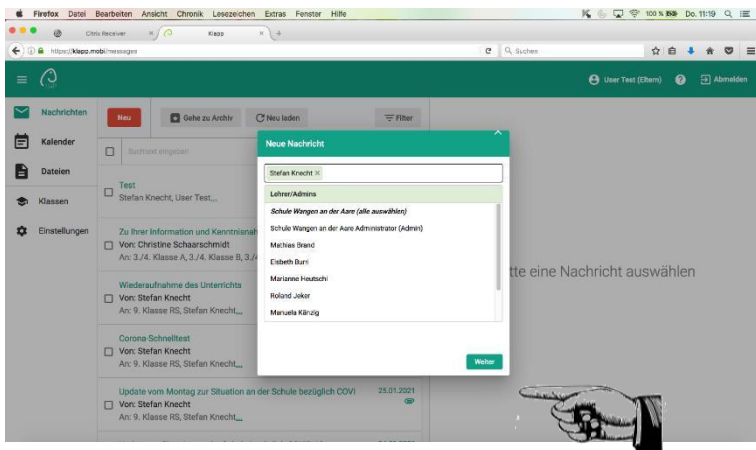 Firefox Datei Bearbeiten Ansicht Chronik Lesezeichen Extras Fenster Hilfe 100 % Do. 11:19
Citrix Receiver Klapp
https://klapp.mobi/messages Suchen
User Test (Eltern) Abmelden
Nachrichten
Kalender
Dateien
Klassen
Einstellungen
Neu Gehe zu Archiv Neu laden Filter
Suchtext eingeben
Test
Stefan Knecht, User Test...
Zu Ihrer Information und Kenntnisnah
Von: Christine Schaarschmidt
An: 3./4. Klasse A, 3./4. Klasse B, 3./4
Wiederaufnahme des Unterrichts
Von: Stefan Knecht
An: 9. Klasse RS, Stefan Knecht...
Corona-Schnelltest
Von: Stefan Knecht
An: 9. Klasse RS, Stefan Knecht...
Update vom Montag zur Situation an der Schule bezüglich COVI 25.01.2021
Von: Stefan Knecht
An: 9. Klasse RS, Stefan Knecht...
Neue Nachricht
Stefan Knecht ×
Lehrer/Admins
Schule Wangen an der Aare (alle auswählen)
Schule Wangen an der Aare Administrator (Admin)
Mathias Brand
Elsbeth Burri
Marianne Heutschi
Roland Jeker
Manuela Känzig
Weiter
tte eine Nachricht auswählen